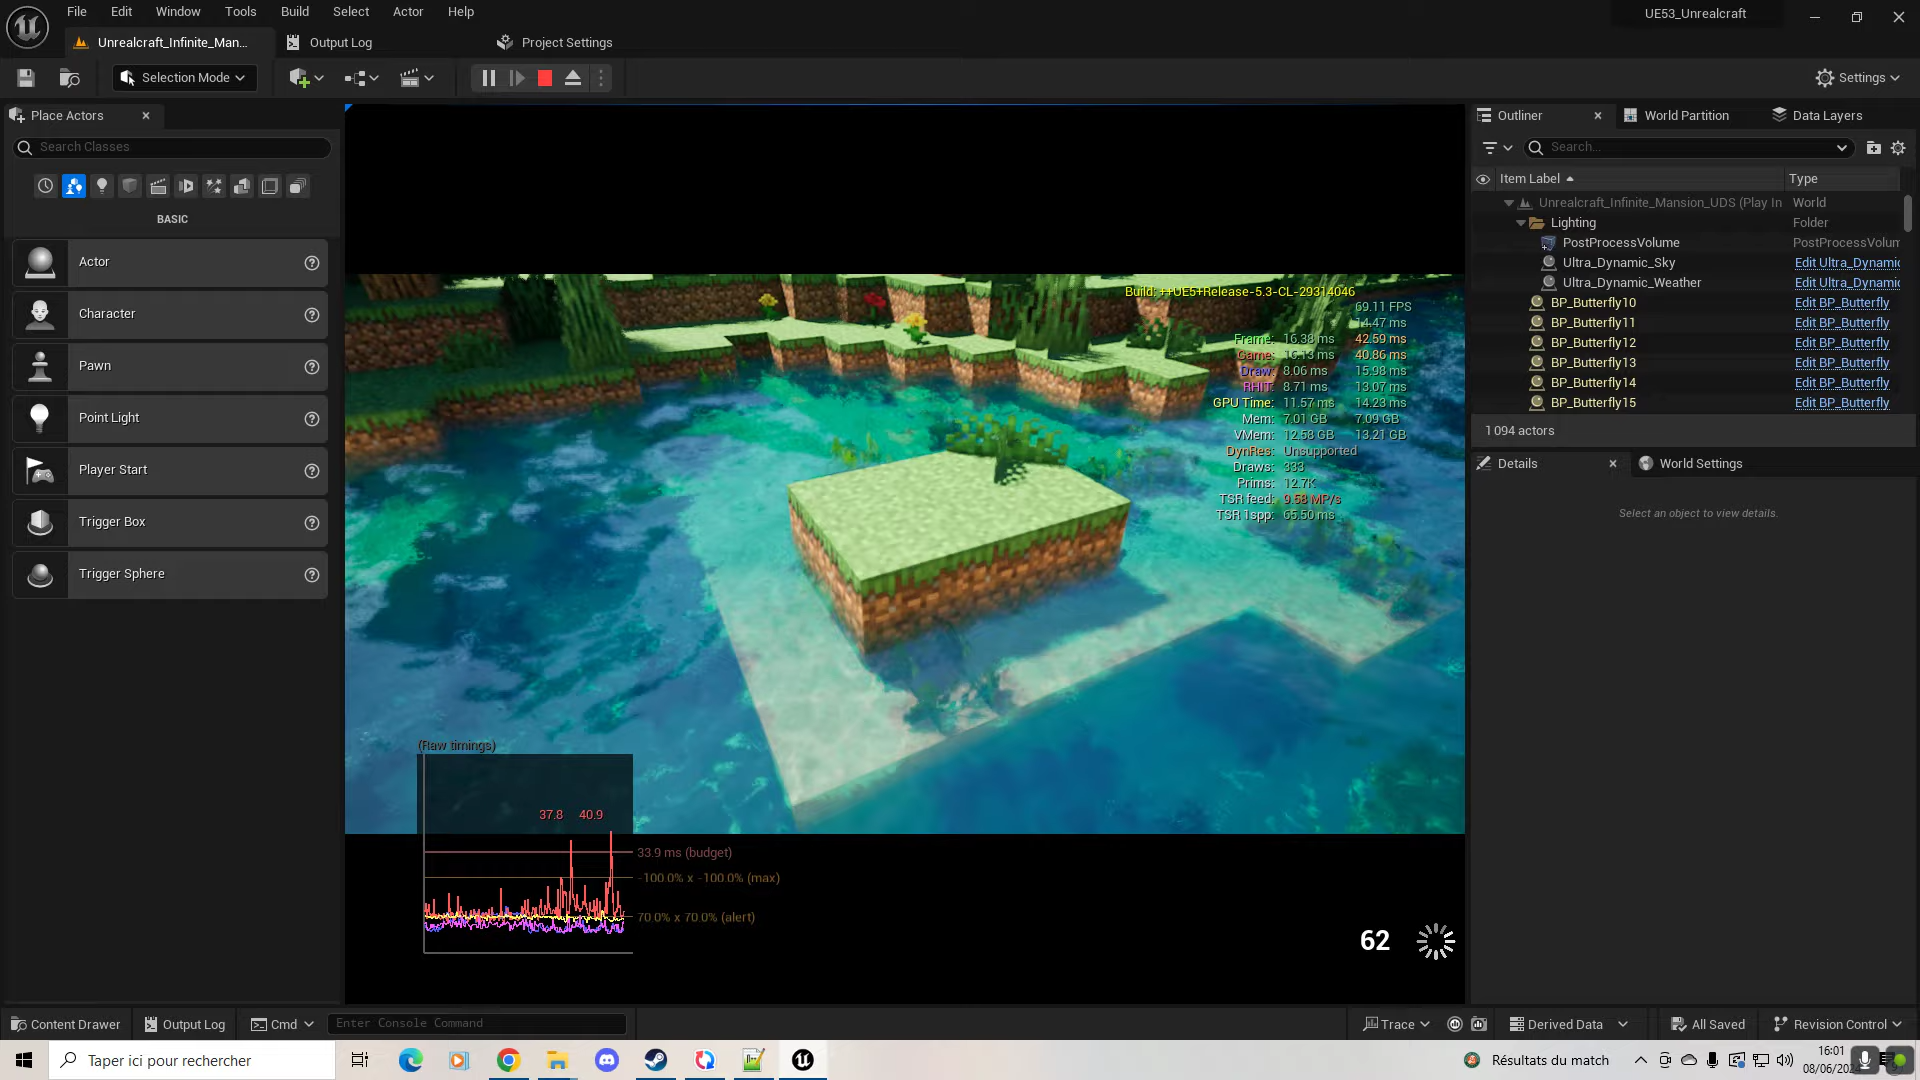 File Edit Window Tools Build Select Actor Help
UE53_Unrealcraft
Unrealcraft_Infinite_Man...
Output Log
Project Settings
Selection Mode
Settings
Place Actors
Search Classes
BASIC
Actor
Character
Pawn
Point Light
Player Start
Trigger Box
Trigger Sphere
Build: ++UE5+Release-5.3-CL-29314046
69.11 FPS
14.47 ms
Frame: 16.38 ms 42.59 ms
Game: 16.13 ms 40.86 ms
Draw: 8.06 ms 15.98 ms
RHIT: 8.71 ms 13.07 ms
GPU Time: 11.57 ms 14.23 ms
Mem: 7.01 GB 7.09 GB
VMem: 12.58 GB 13.21 GB
DynRes: Unsupported
Draws: 333
Prims: 12.7K
TSR feed: 9.58 MP/s
TSR 1spp: 65.50 ms
(Raw timings)
37.8 40.9
33.9 ms (budget)
-100.0% x -100.0% (max)
70.0% x 70.0% (alert)
62
Outliner
World Partition
Data Layers
Search...
Item Label Type
Unrealcraft_Infinite_Mansion_UDS (Play In World
Lighting Folder
PostProcessVolume PostProcessVolum
Ultra_Dynamic_Sky Edit Ultra_Dynamic
Ultra_Dynamic_Weather Edit Ultra_Dynamic
BP_Butterfly10 Edit BP_Butterfly
BP_Butterfly11 Edit BP_Butterfly
BP_Butterfly12 Edit BP_Butterfly
BP_Butterfly13 Edit BP_Butterfly
BP_Butterfly14 Edit BP_Butterfly
BP_Butterfly15 Edit BP_Butterfly
1 094 actors
Details
World Settings
Select an object to view details.
Content Drawer
Output Log
Cmd
Enter Console Command
Trace
Derived Data
All Saved
Revision Control
Taper ici pour rechercher
Résultats du match
16:01